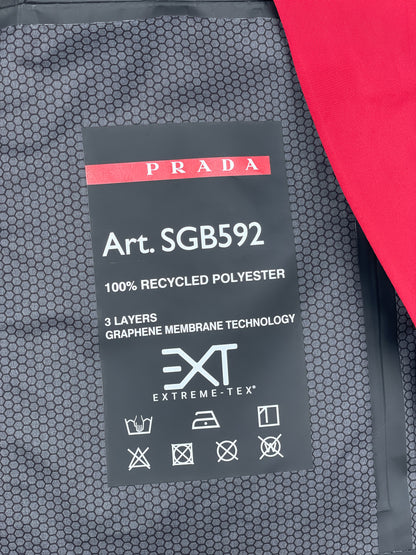 PRADA
Art. SGB592
100% RECYCLED POLYESTER
3 LAYERS
GRAPHENE MEMBRANE TECHNOLOGY
EXT
EXTREME-TEX®